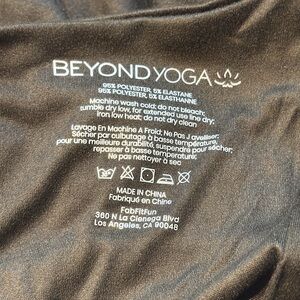 BEYOND YOGA
95% POLYESTER, 5% ELASTANE
95% POLYESTER, 5% ELASTHANNE
Machine wash cold; do not bleach;
tumble dry low, for extended use line dry;
Iron low heat; do not dry clean
Lavage En Machine A Froid; Ne Pas J aveliser;
Sécher par culbutage à basse température,
pour une meilleure durabilité, suspendre pour sécher;
repasser à basse température;
Ne pas nettoyer à sec
MADE IN CHINA
Fabriqué en Chine
FabFitFun
360 N La Cienega Blvd
Los Angeles, CA 90048